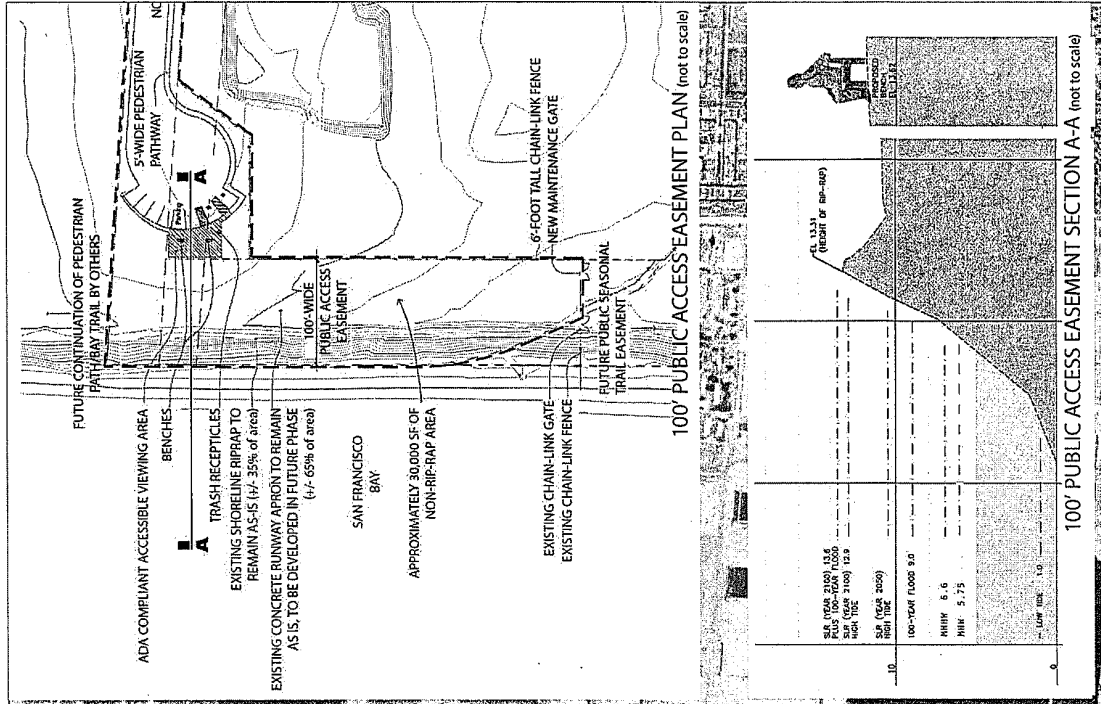 FUTURE CONTINUATION OF PEDESTRIAN
PATH/BAY TRAIL BY OTHERS
5'-WIDE PEDESTRIAN
PATHWAY
NO
ADA COMPLIANT ACCESSIBLE VIEWING AREA
BENCHES
A
A
TRASH RECEPTICLES
EXISTING SHORELINE RIPRAP TO
REMAIN AS-IS (+/- 35% of area)
EXISTING CONCRETE RUNWAY APRON TO REMAIN
AS IS, TO BE DEVELOPED IN FUTURE PHASE
(+/- 65% of area)
100'-WIDE
PUBLIC ACCESS
EASEMENT
SAN FRANCISCO
BAY
APPROXIMATELY 30,000 SF OF
NON-RIP-RAP AREA
6'-FOOT TALL CHAIN-LINK FENCE
NEW MAINTENANCE GATE
EXISTING CHAIN-LINK GATE
EXISTING CHAIN-LINK FENCE
FUTURE PUBLIC SEASONAL
TRAIL EASEMENT
100' PUBLIC ACCESS EASEMENT PLAN (not to scale)
SLR (YEAR 2100) 13.6
PLUS 100-YEAR FLOOD
SLR (YEAR 2100) 12.9
HIGH TIDE
SLR (YEAR 2050)
HIGH TIDE
100-YEAR FLOOD 9.0
MHHW 6.6
MHW 5.75
LOW TIDE 1.0
10
0
EL 13.31
(HEIGHT OF RIP-RAP)
PROPOSED
BENCH
100' PUBLIC ACCESS EASEMENT SECTION A-A (not to scale)